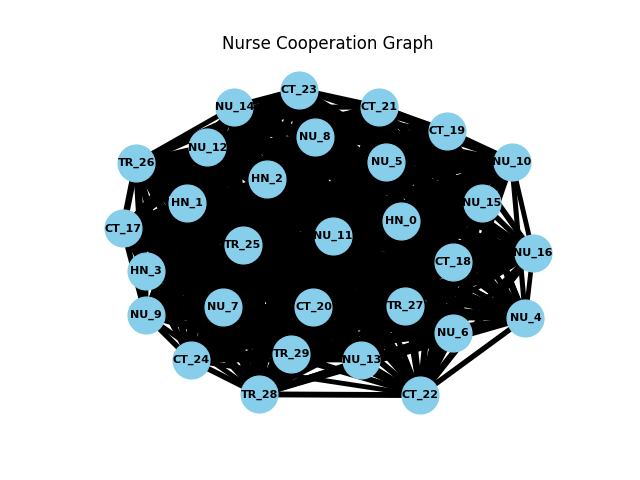 Nurse Cooperation Graph
CT_23
NU_14
CT_21
CT_19
NU_8
NU_12
TR_26
NU_5
NU_10
HN_2
HN_1
NU_15
HN_0
CT_17
NU_11
TR_25
NU_16
CT_18
HN_3
NU_7
CT_20
TR_27
NU_9
NU_4
NU_6
TR_29
CT_24
NU_13
TR_28
CT_22